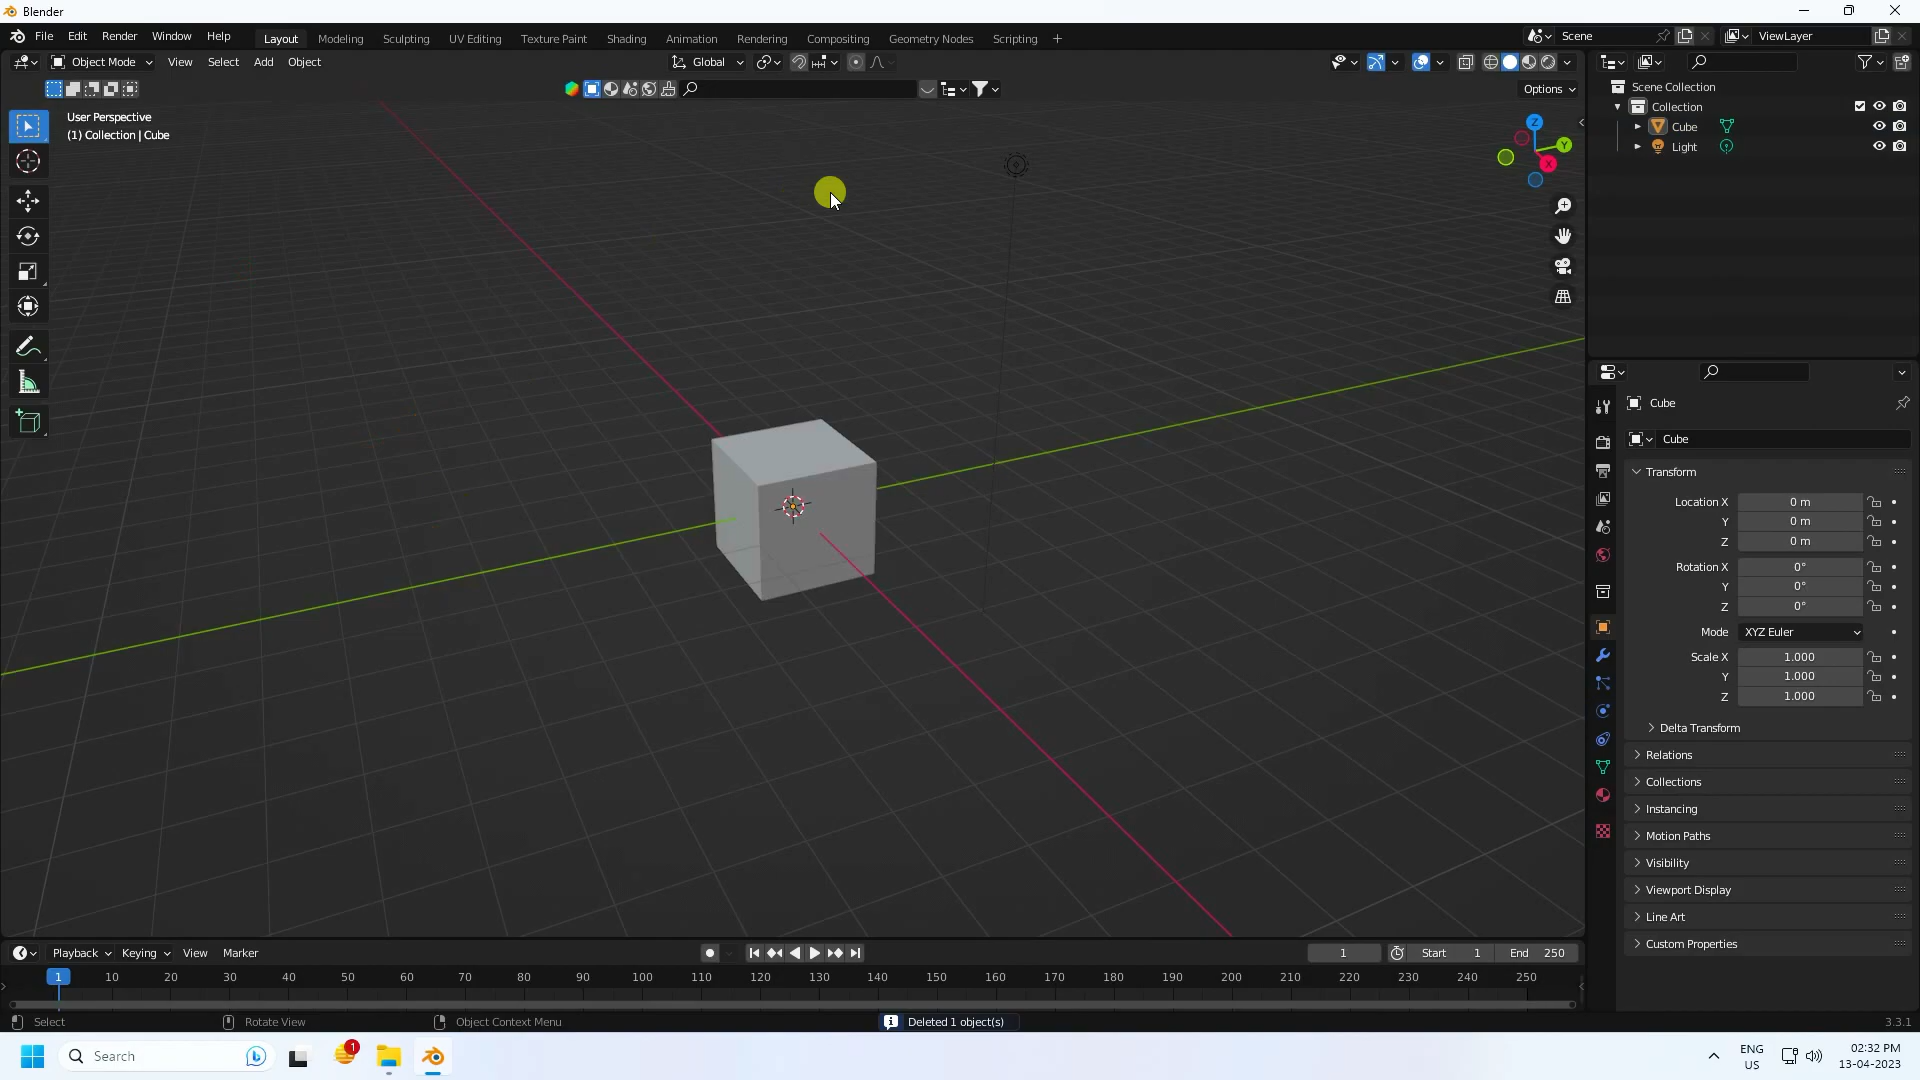 Blender
File Edit Render Window Help Layout Modeling Sculpting UV Editing Texture Paint Shading Animation Rendering Compositing Geometry Nodes Scripting + Scene ViewLayer
Object Mode View Select Add Object Global
Options
User Perspective
(1) Collection | Cube
Z
Y
X
Scene Collection
Collection
Cube
Light
Cube
Cube
Transform
Location X 0 m
Y 0 m
Z 0 m
Rotation X 0°
Y 0°
Z 0°
Mode XYZ Euler
Scale X 1.000
Y 1.000
Z 1.000
Delta Transform
Relations
Collections
Instancing
Motion Paths
Visibility
Viewport Display
Line Art
Custom Properties
Playback Keying View Marker 1 Start 1 End 250
1 10 20 30 40 50 60 70 80 90 100 110 120 130 140 150 160 170 180 190 200 210 220 230 240 250
Select Rotate View Object Context Menu Deleted 1 object(s) 3.3.1
Search 1 ENG US 02:32 PM
13-04-2023